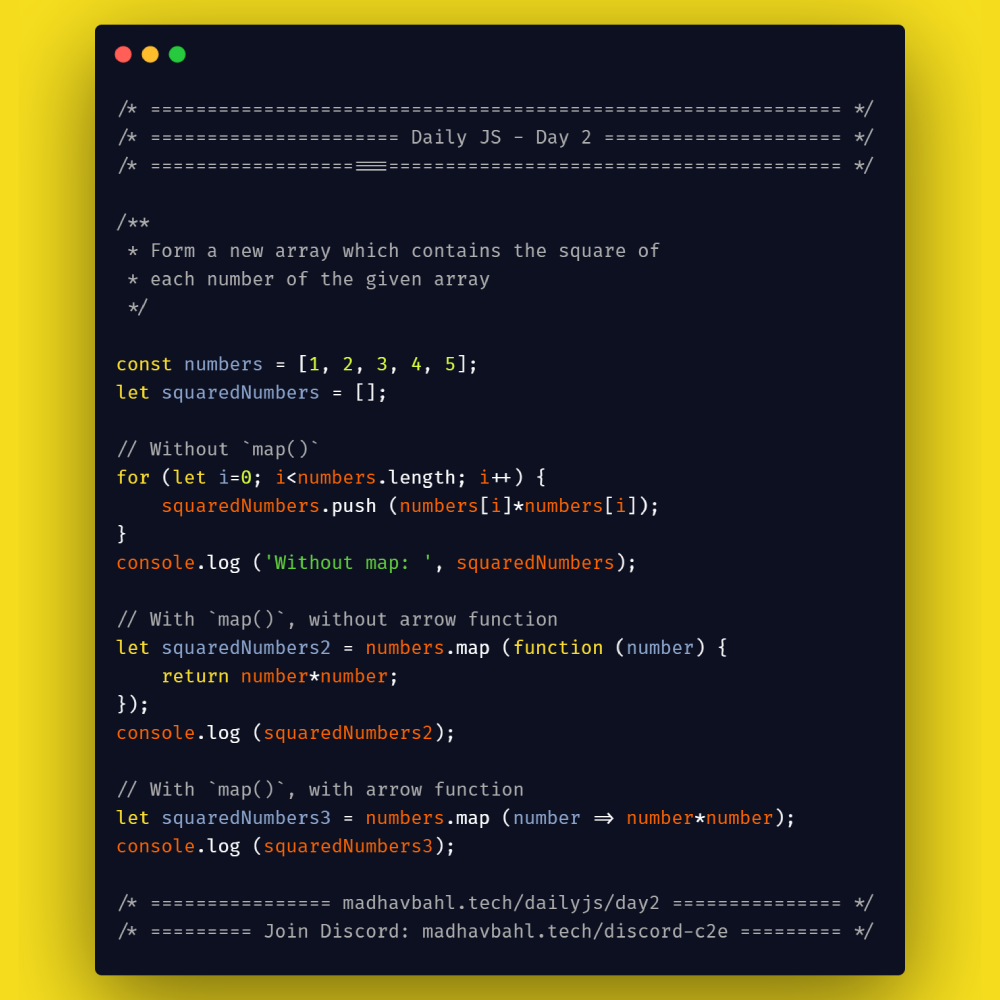 /* ============================================================= */
/* ====================== Daily JS - Day 2 ===================== */
/* ============================================================= */
/**
 * Form a new array which contains the square of
 * each number of the given array
 */
const numbers = [1, 2, 3, 4, 5];
let squaredNumbers = [];
// Without `map()`
for (let i=0; i<numbers.length; i++) {
    squaredNumbers.push (numbers[i]*numbers[i]);
}
console.log ('Without map: ', squaredNumbers);
// With `map()`, without arrow function
let squaredNumbers2 = numbers.map (function (number) {
    return number*number;
});
console.log (squaredNumbers2);
// With `map()`, with arrow function
let squaredNumbers3 = numbers.map (number => number*number);
console.log (squaredNumbers3);
/* ================ madhavbahl.tech/dailyjs/day2 =============== */
/* ========= Join Discord: madhavbahl.tech/discord-c2e ========= */